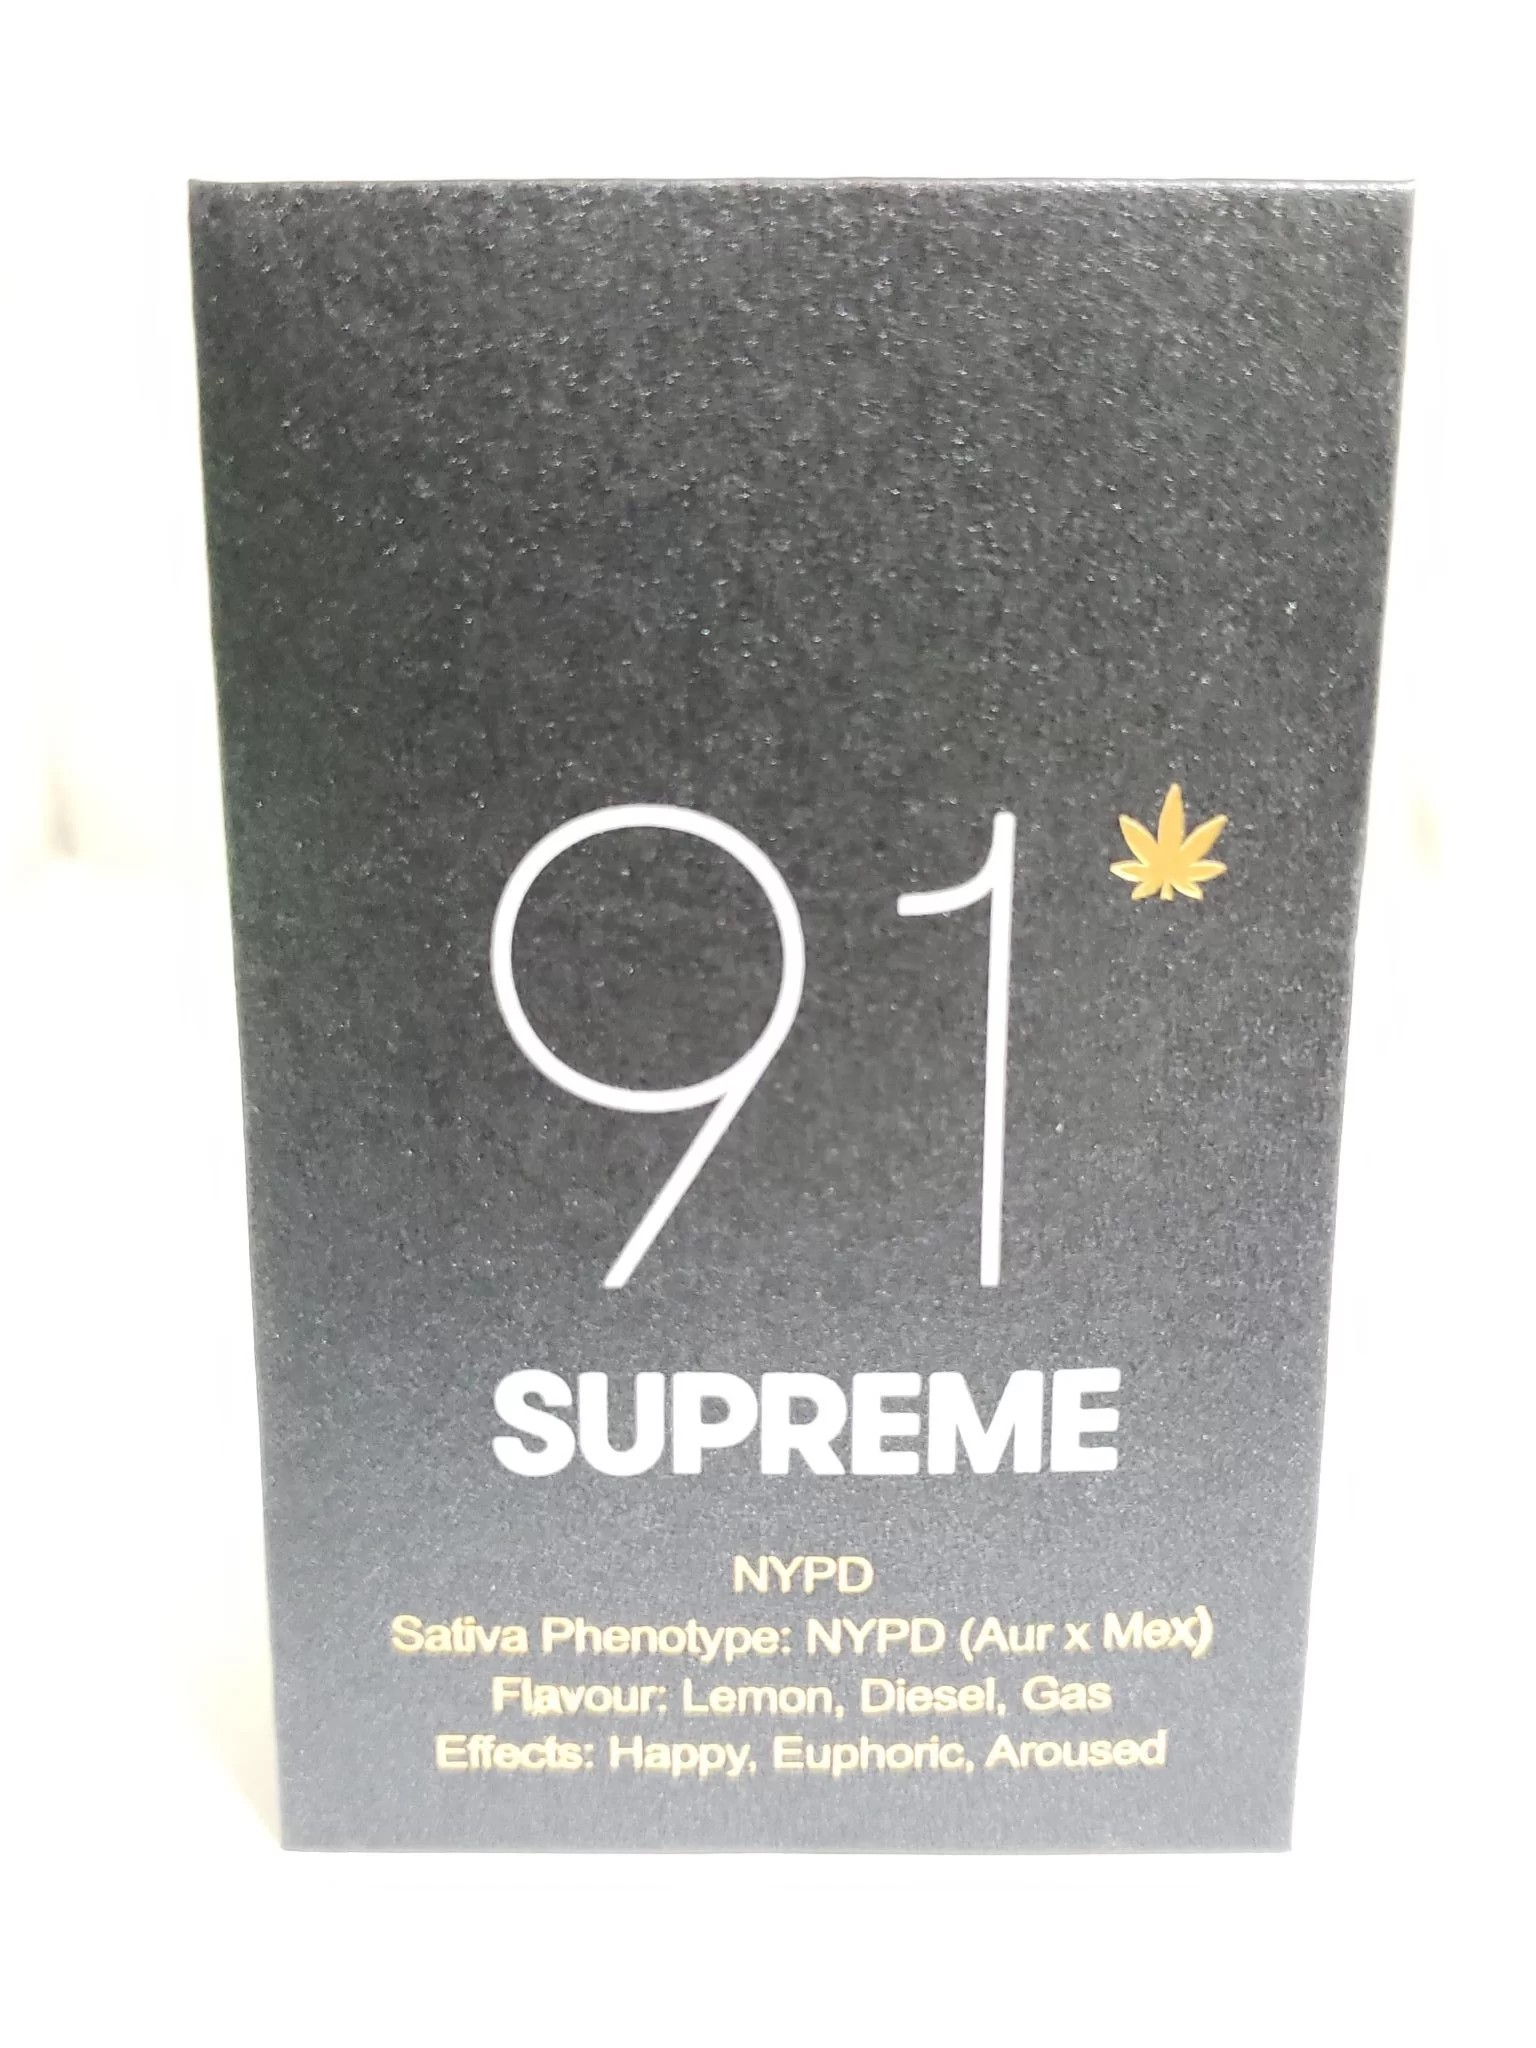 91
SUPREME
NYPD
Sativa Phenotype: NYPD (Aur x Mex)
Flavour: Lemon, Diesel, Gas
Effects: Happy, Euphoric, Aroused